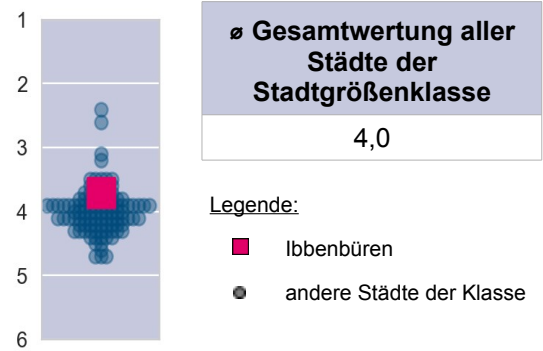 1
2
3
4
5
6
⌀ Gesamtwertung aller
Städte der
Stadtgrößenklasse
4,0
Legende:
Ibbenbüren
andere Städte der Klasse